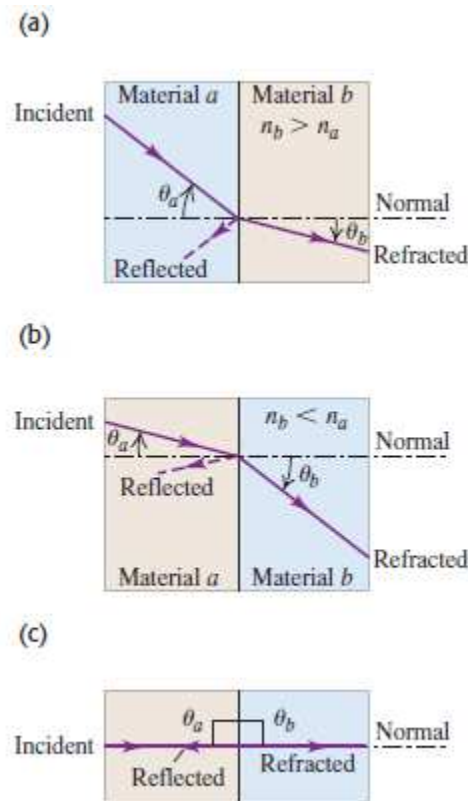 (a)
Material a Material b
Incident n_b > n_a
θ_a
Normal
θ_b
Reflected Refracted
(b)
Incident n_b < n_a
θ_a Normal
θ_b
Reflected
Refracted
Material a Material b
(c)
θ_a θ_b
Incident Normal
Reflected Refracted